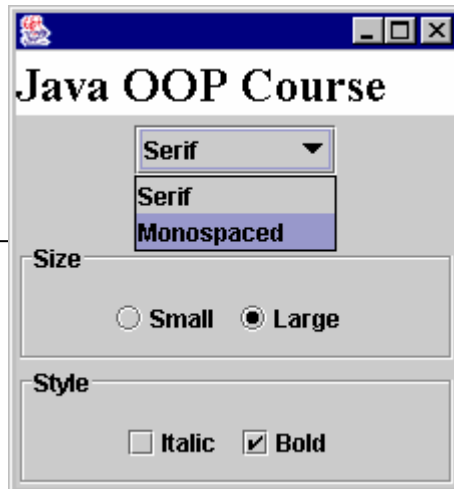 Java OOP Course
Serif
Serif
Monospaced
Size
Small Large
Style
Italic Bold